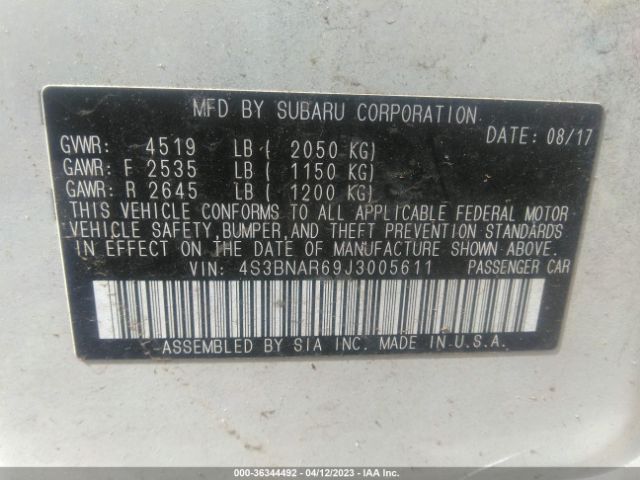 MFD BY SUBARU CORPORATION
DATE: 08/17
GVWR: 4519 LB ( 2050 KG)
GAWR: F 2535 LB ( 1150 KG)
GAWR: R 2645 LB ( 1200 KG)
THIS VEHICLE CONFORMS TO ALL APPLICABLE FEDERAL MOTOR
VEHICLE SAFETY,BUMPER,AND THEFT PREVENTION STANDARDS
IN EFFECT ON THE DATE OF MANUFACTURE SHOWN ABOVE.
VIN: 4S3BNAR69J3005611 PASSENGER CAR
ASSEMBLED BY SIA INC. MADE IN U.S.A.
000-36344492 - 04/12/2023 - IAA Inc.